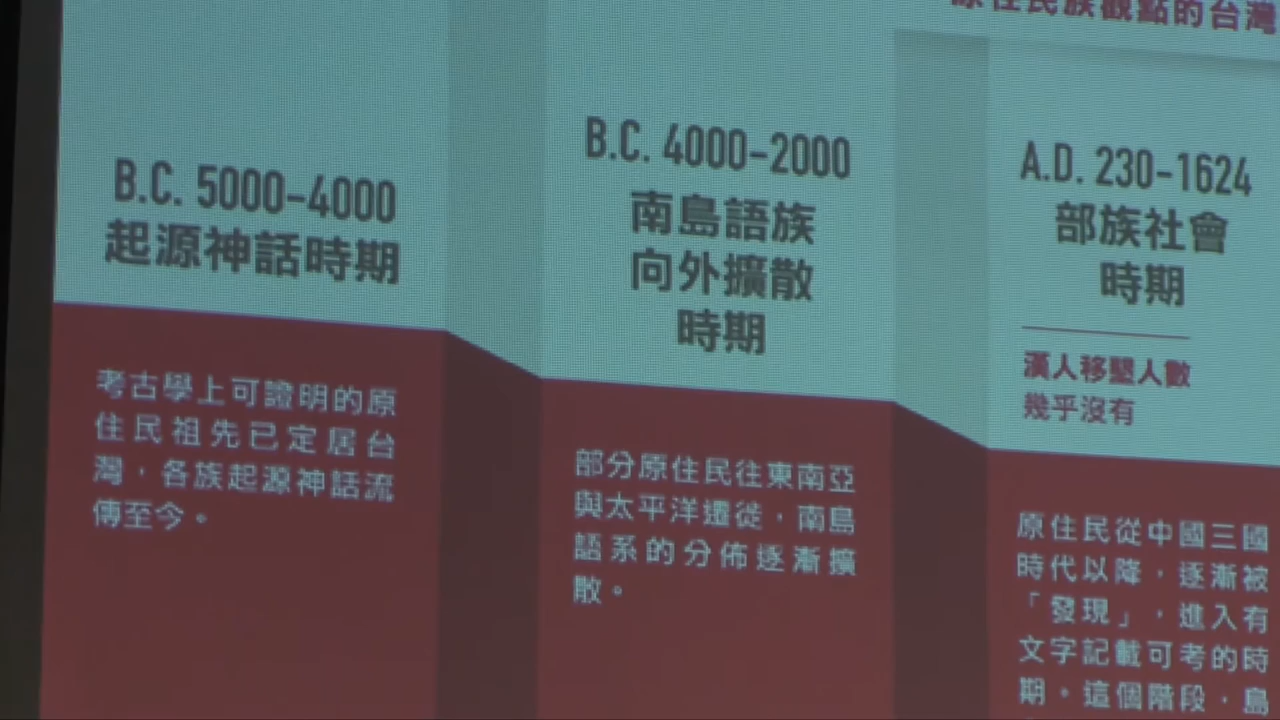 原住民族觀點的台灣
B.C. 5000-4000
起源神話時期
考古學上可證明的原
住民祖先已定居台
灣，各族起源神話流
傳至今。
B.C. 4000-2000
南島語族
向外擴散
時期
部分原住民往東南亞
與太平洋遷徙，南島
語系的分佈逐漸擴
散。
A.D. 230-1624
部族社會
時期
漢人移墾人數
幾乎沒有
原住民從中國三國
時代以降，逐漸被
「發現」，進入有
文字記載可考的時
期。這個階段，島